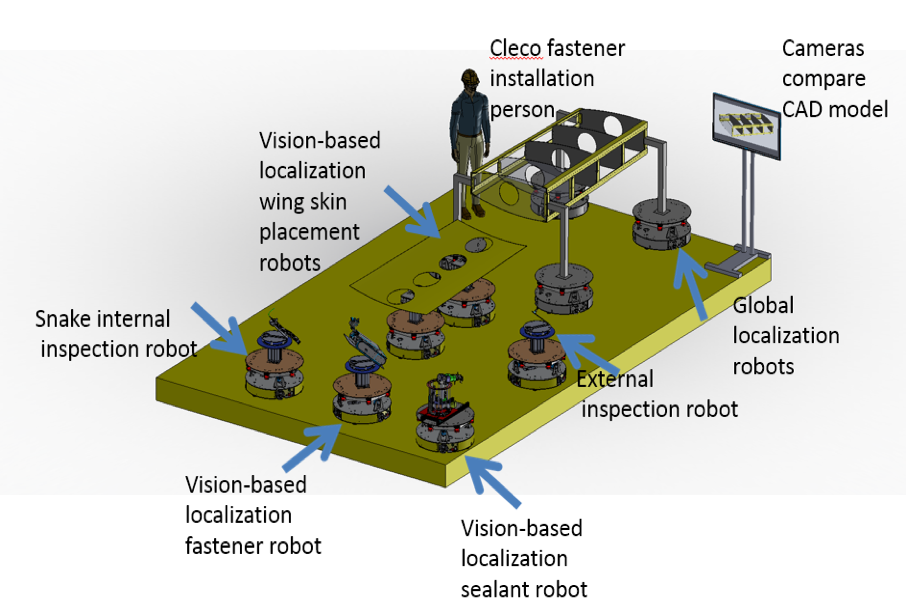 Cleco fastener
installation
person
Cameras
compare
CAD model
Vision-based
localization
wing skin
placement
robots
Snake internal
inspection robot
Global
localization
robots
External
inspection robot
Vision-based
localization
fastener robot
Vision-based
localization
sealant robot